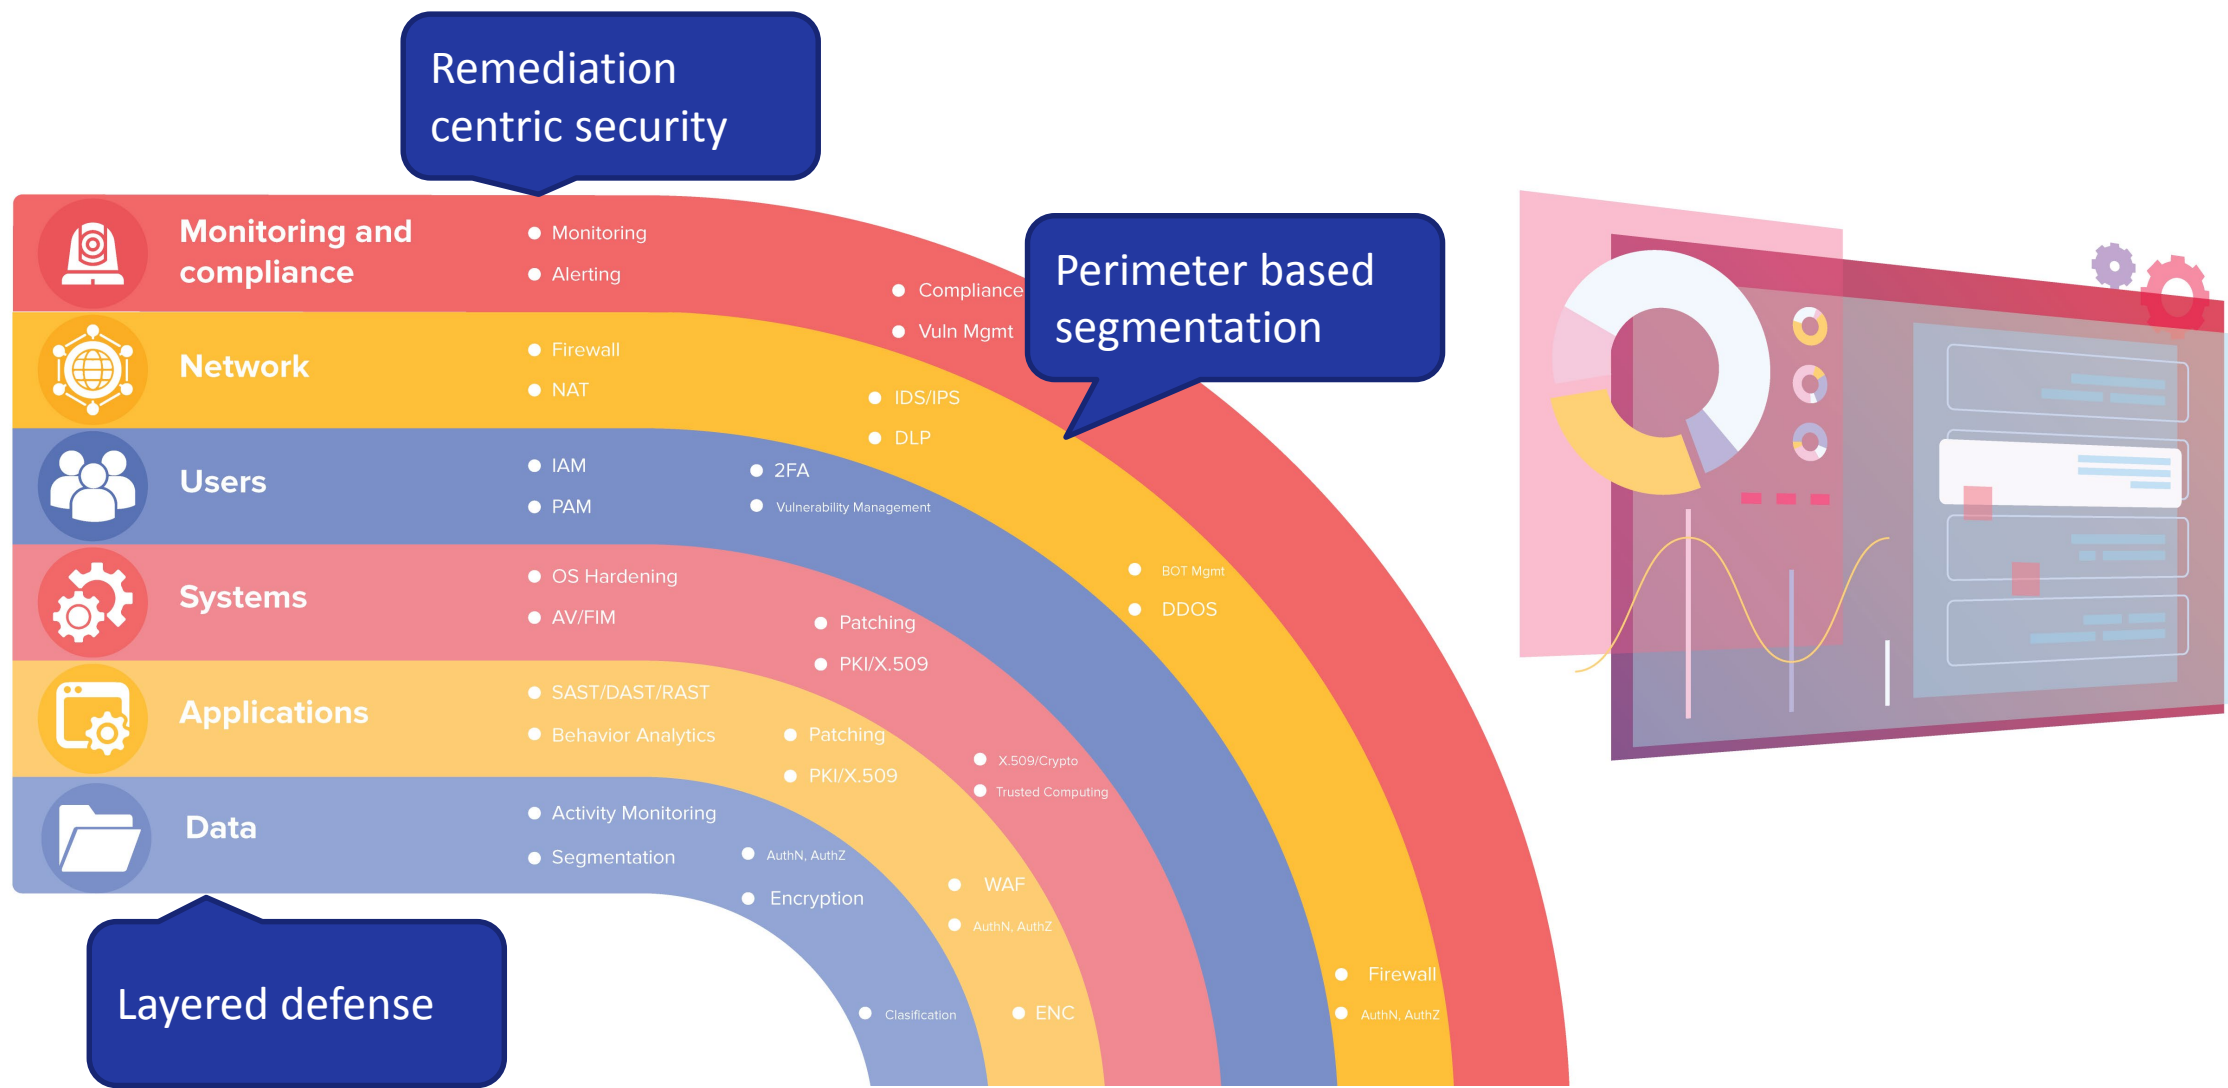 Remediation
centric security
Perimeter based
segmentation
Monitoring and
compliance
Monitoring
Alerting
Compliance
Vuln Mgmt
Network
Firewall
NAT
IDS/IPS
DLP
BOT Mgmt
DDOS
Firewall
AuthN, AuthZ
Users
IAM
PAM
2FA
Vulnerability Management
Systems
OS Hardening
AV/FIM
Patching
PKI/X.509
X.509/Crypto
Trusted Computing
Applications
SAST/DAST/RAST
Behavior Analytics
Patching
PKI/X.509
WAF
AuthN, AuthZ
ENC
Data
Activity Monitoring
Segmentation
AuthN, AuthZ
Encryption
Clasification
Layered defense